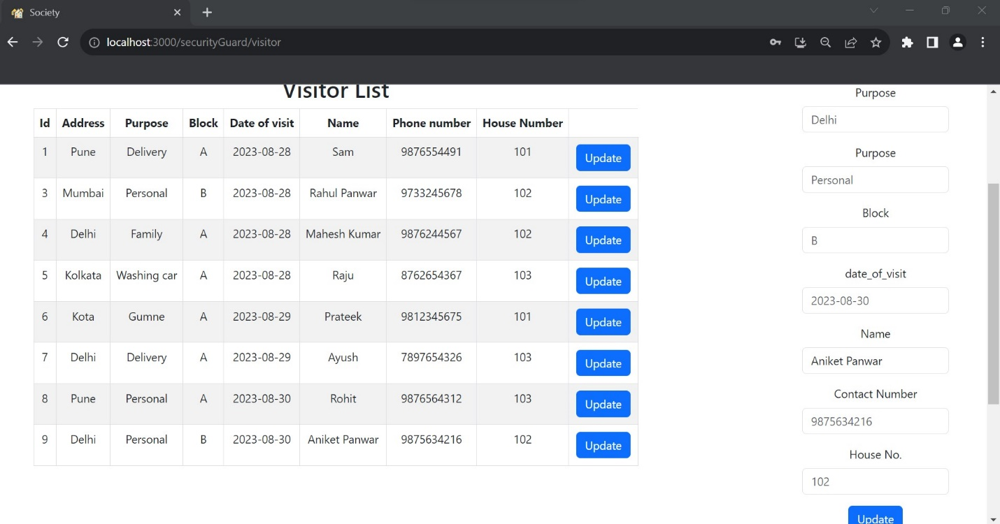 Society
localhost:3000/securityGuard/visitor
Visitor List
Id Address Purpose Block Date of visit Name Phone number House Number
1 Pune Delivery A 2023-08-28 Sam 9876554491 101 Update
3 Mumbai Personal B 2023-08-28 Rahul Panwar 9733245678 102 Update
4 Delhi Family A 2023-08-28 Mahesh Kumar 9876244567 102 Update
5 Kolkata Washing car A 2023-08-28 Raju 8762654367 103 Update
6 Kota Gumne A 2023-08-29 Prateek 9812345675 101 Update
7 Delhi Delivery A 2023-08-29 Ayush 7897654326 103 Update
8 Pune Personal A 2023-08-30 Rohit 9876564312 103 Update
9 Delhi Personal B 2023-08-30 Aniket Panwar 9875634216 102 Update
Purpose
Delhi
Purpose
Personal
Block
B
date_of_visit
2023-08-30
Name
Aniket Panwar
Contact Number
9875634216
House No.
102
Update